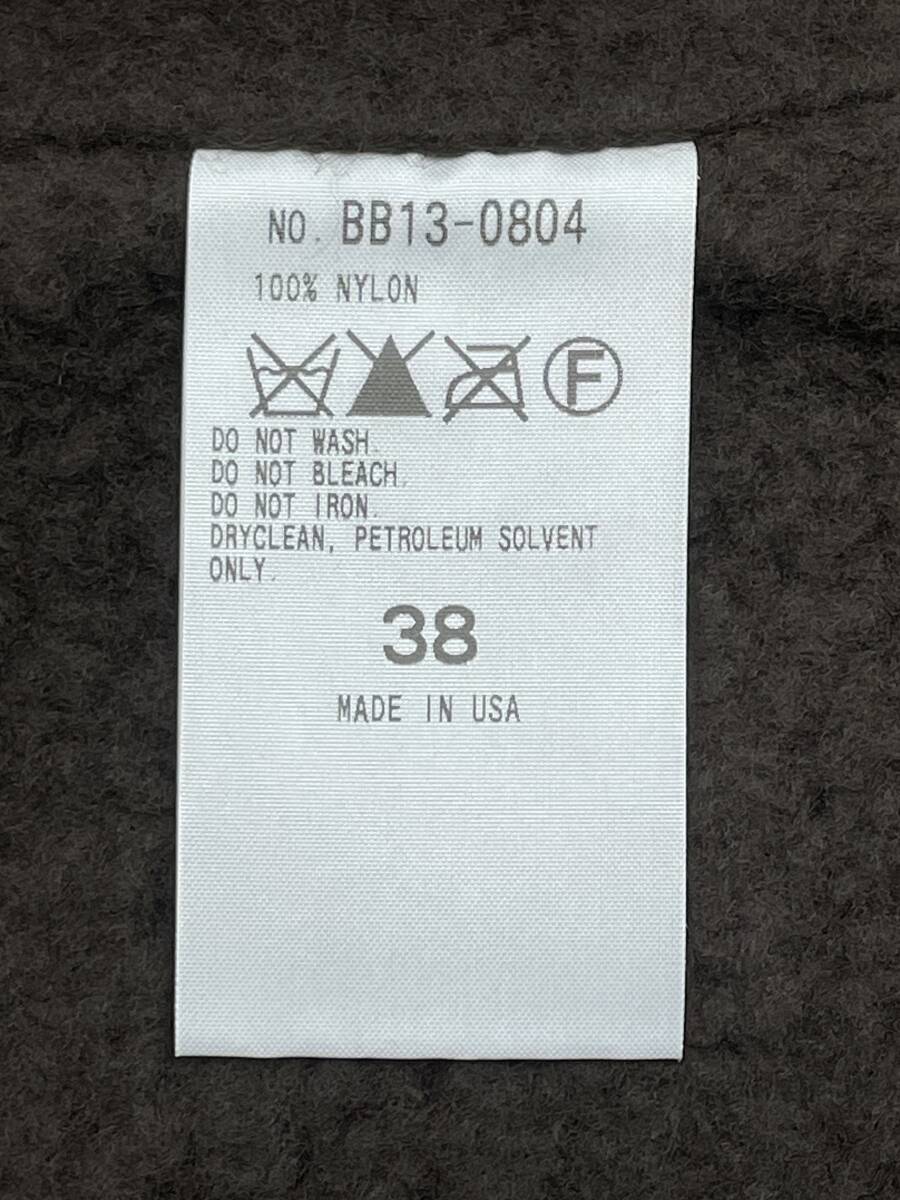 NO. BB13-0804
100% NYLON
F
DO NOT WASH.
DO NOT BLEACH.
DO NOT IRON.
DRYCLEAN, PETROLEUM SOLVENT
ONLY.
38
MADE IN USA